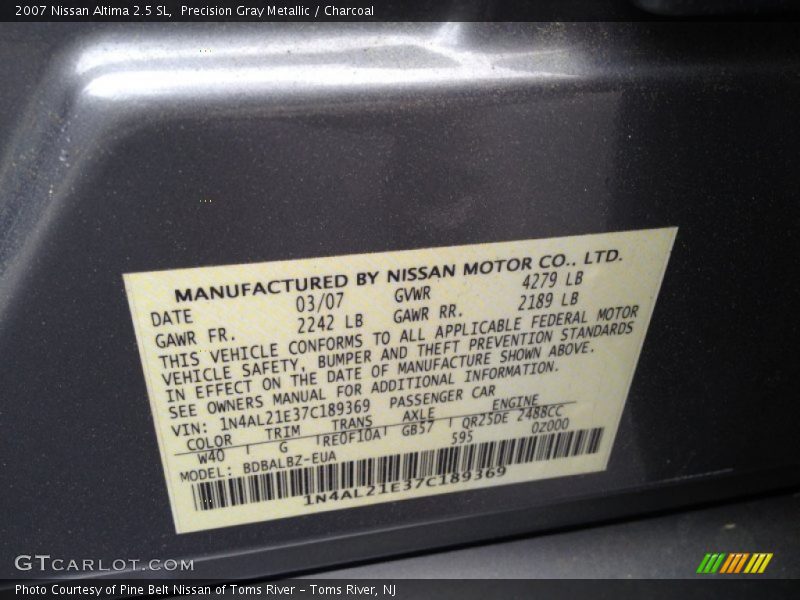 2007 Nissan Altima 2.5 SL, Precision Gray Metallic / Charcoal
MANUFACTURED BY NISSAN MOTOR CO., LTD.
DATE 03/07 GVWR 4279 LB
GAWR FR. 2242 LB GAWR RR. 2189 LB
THIS VEHICLE CONFORMS TO ALL APPLICABLE FEDERAL MOTOR
VEHICLE SAFETY, BUMPER AND THEFT PREVENTION STANDARDS
IN EFFECT ON THE DATE OF MANUFACTURE SHOWN ABOVE.
SEE OWNERS MANUAL FOR ADDITIONAL INFORMATION.
VIN: 1N4AL21E37C189369 PASSENGER CAR
COLOR TRIM TRANS AXLE ENGINE
W40 G RE0F10A GB57 QR25DE 2488CC
MODEL: BDBALBZ-EUA 595 0Z000
1N4AL21E37C189369
GTCARLOT.COM
Photo Courtesy of Pine Belt Nissan of Toms River – Toms River, NJ